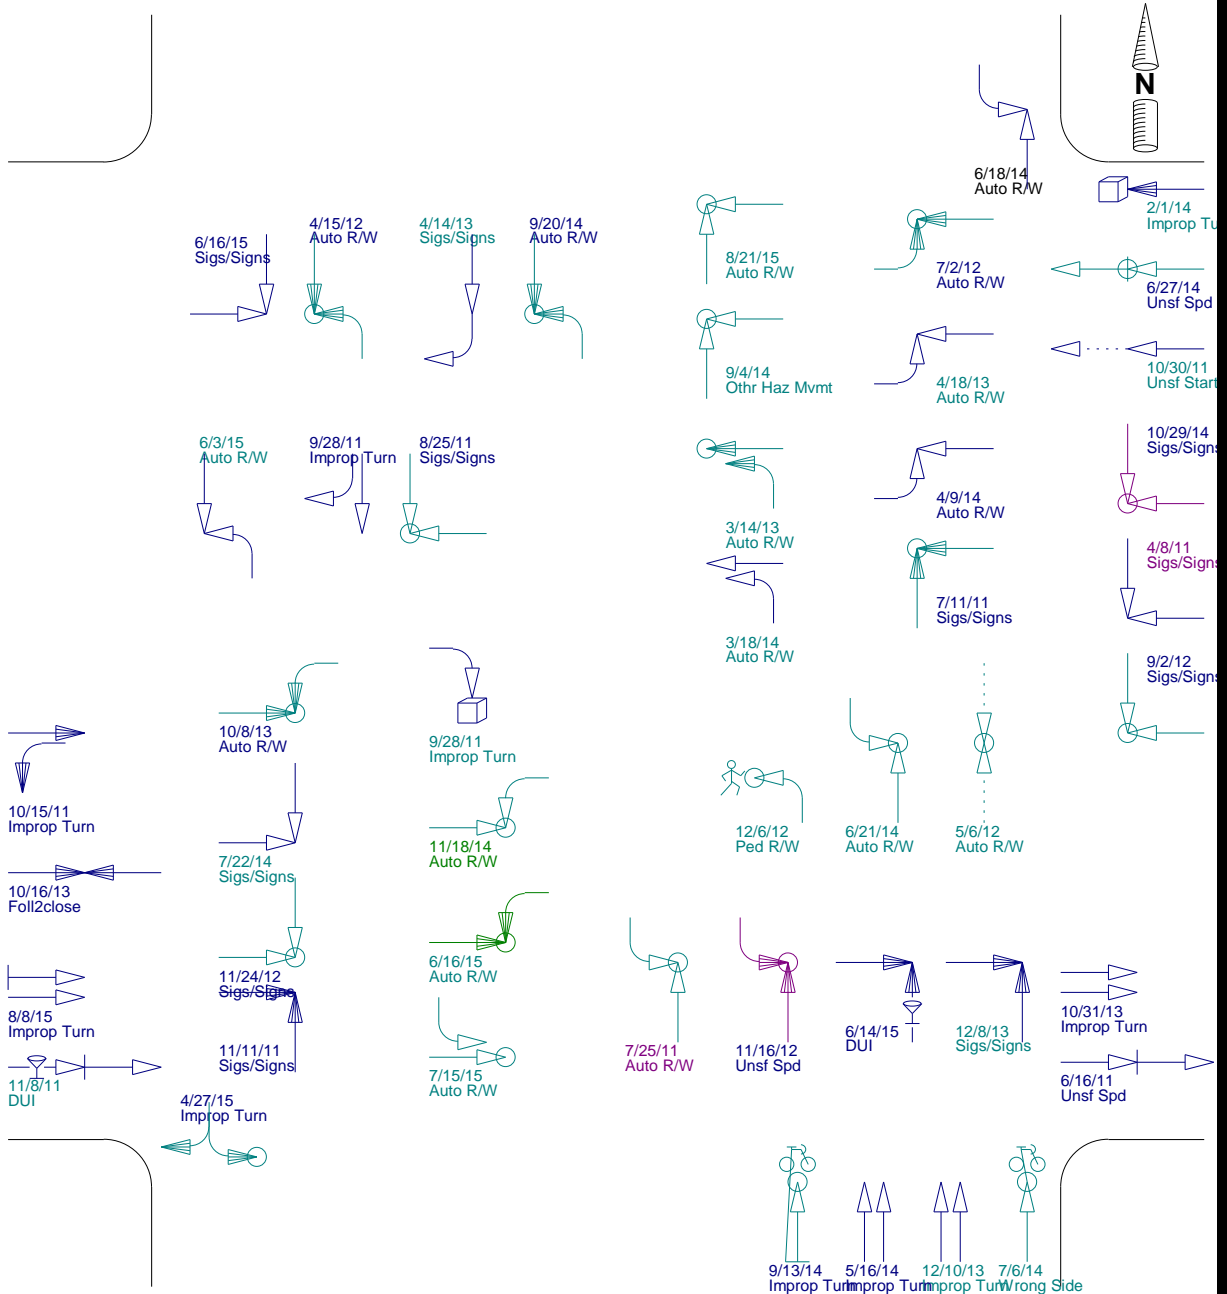 N
6/18/14
Auto R/W
2/1/14
Improp Tu
6/16/15
Sigs/Signs
4/15/12
Auto R/W
4/14/13
Sigs/Signs
9/20/14
Auto R/W
8/21/15
Auto R/W
7/2/12
Auto R/W
6/27/14
Unsf Spd
9/4/14
Othr Haz Mvmt
4/18/13
Auto R/W
10/30/11
Unsf Start
6/3/15
Auto R/W
9/28/11
Improp Turn
8/25/11
Sigs/Signs
10/29/14
Sigs/Signs
3/14/13
Auto R/W
4/9/14
Auto R/W
4/8/11
Sigs/Signs
3/18/14
Auto R/W
7/11/11
Sigs/Signs
9/2/12
Sigs/Signs
10/8/13
Auto R/W
9/28/11
Improp Turn
10/15/11
Improp Turn
12/6/12
Ped R/W
6/21/14
Auto R/W
5/6/12
Auto R/W
7/22/14
Sigs/Signs
11/18/14
Auto R/W
10/16/13
Foll2close
11/24/12
Sigs/Signs
6/16/15
Auto R/W
8/8/15
Improp Turn
11/11/11
Sigs/Signs
7/15/15
Auto R/W
7/25/11
Auto R/W
11/16/12
Unsf Spd
6/14/15
DUI
12/8/13
Sigs/Signs
10/31/13
Improp Turn
11/8/11
DUI
4/27/15
Improp Turn
6/16/11
Unsf Spd
9/13/14
Improp Turn
5/16/14
Improp Turn
12/10/13
Improp Turn
7/6/14
Wrong Side